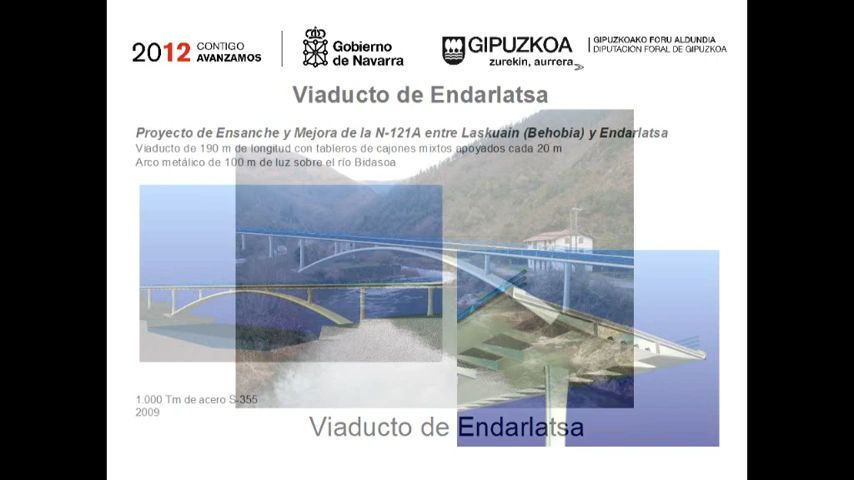 2012 CONTIGO
AVANZAMOS
Gobierno
de Navarra
GIPUZKOA
zurekin, aurrera
GIPUZKOAKO FORU ALDUNDIA
DIPUTACIÓN FORAL DE GIPUZKOA
Viaducto de Endarlatsa
Proyecto de Ensanche y Mejora de la N-121A entre Laskuain (Behobia) y Endarlatsa
Viaducto de 190 m de longitud con tableros de cajones mixtos apoyados cada 20 m
Arco metálico de 100 m de luz sobre el río Bidasoa
1.000 Tm de acero S-355
2009
Viaducto de Endarlatsa